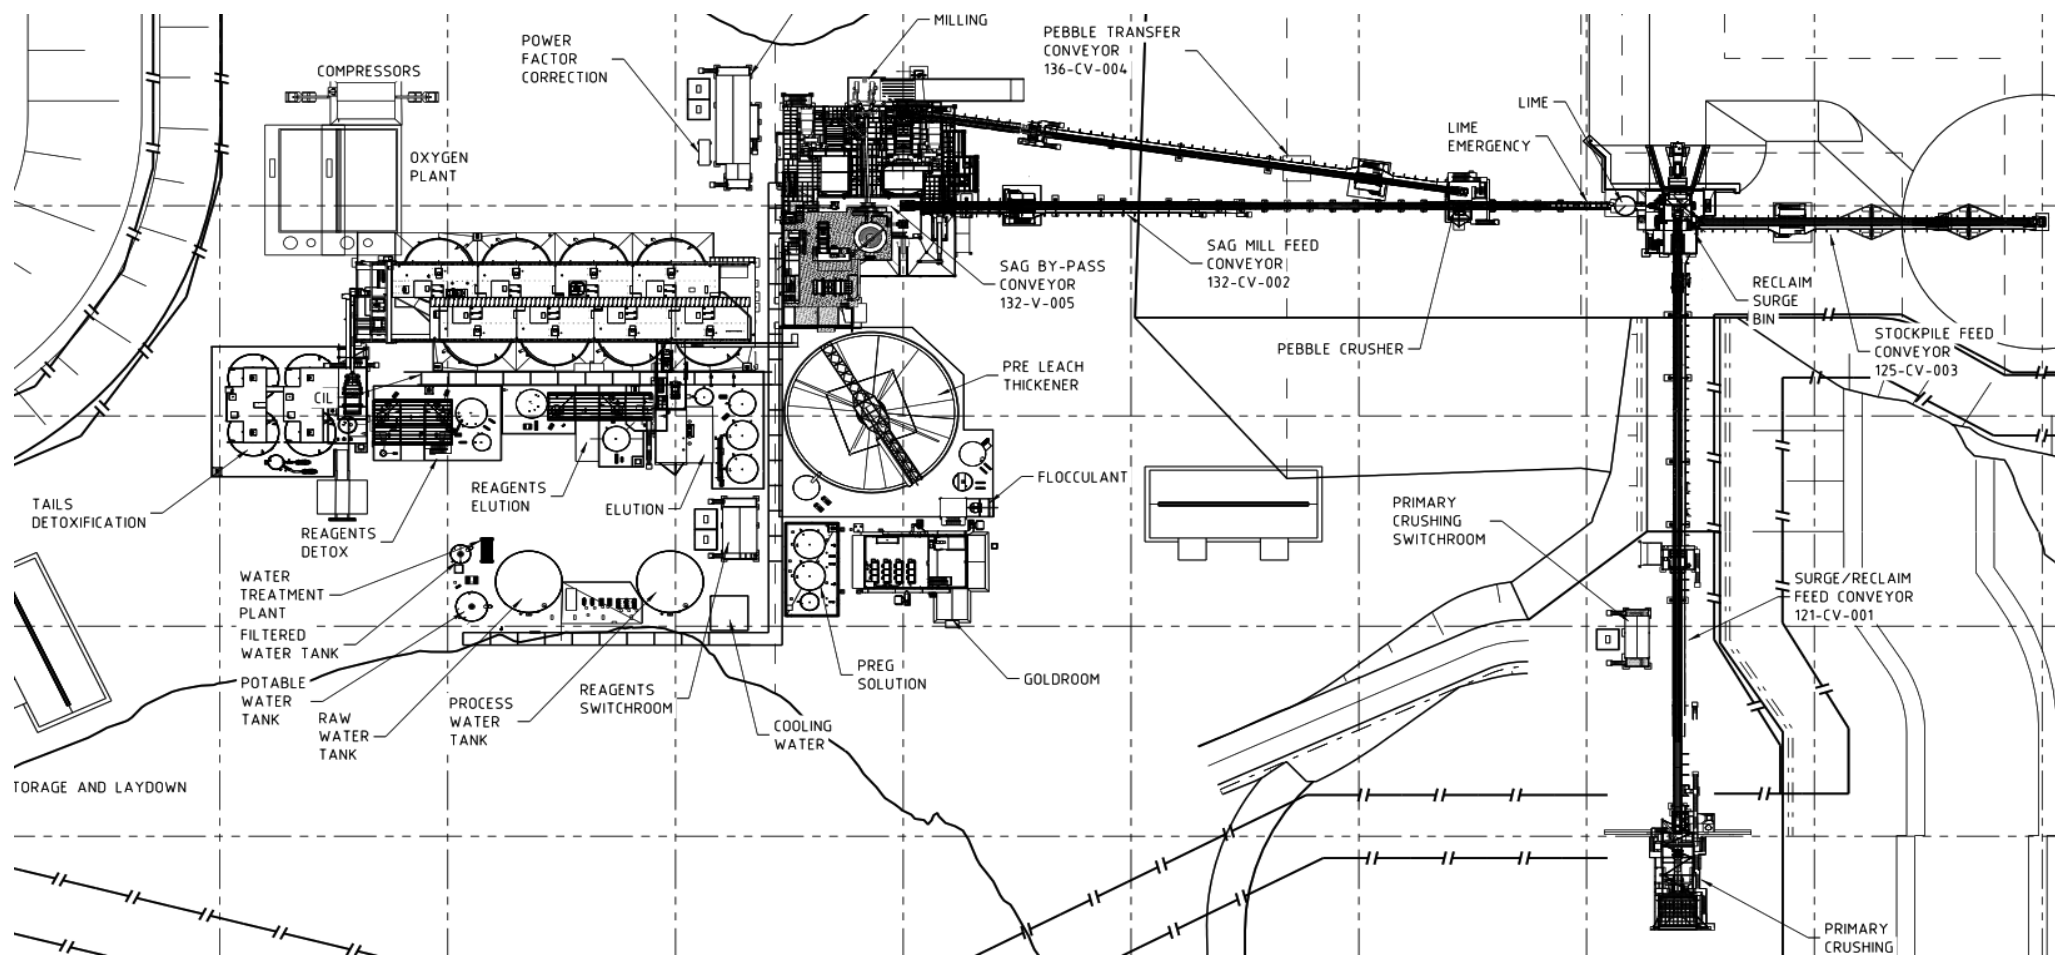 MILLING
POWER
FACTOR
CORRECTION
PEBBLE TRANSFER
CONVEYOR
136-CV-004
COMPRESSORS
LIME
LIME
EMERGENCY
OXYGEN
PLANT
SAG MILL FEED
CONVEYOR
132-CV-002
SAG BY-PASS
CONVEYOR
132-V-005
RECLAIM
SURGE
BIN
STOCKPILE FEED
CONVEYOR
125-CV-003
PEBBLE CRUSHER
PRE LEACH
THICKENER
CIL
TAILS
DETOXIFICATION
REAGENTS
DETOX
REAGENTS
ELUTION
ELUTION
FLOCCULANT
PRIMARY
CRUSHING
SWITCHROOM
WATER
TREATMENT
PLANT
FILTERED
WATER TANK
POTABLE
WATER
TANK
RAW
WATER
TANK
PROCESS
WATER
TANK
REAGENTS
SWITCHROOM
COOLING
WATER
PREG
SOLUTION
GOLDROOM
SURGE/RECLAIM
FEED CONVEYOR
121-CV-001
TORAGE AND LAYDOWN
PRIMARY
CRUSHING